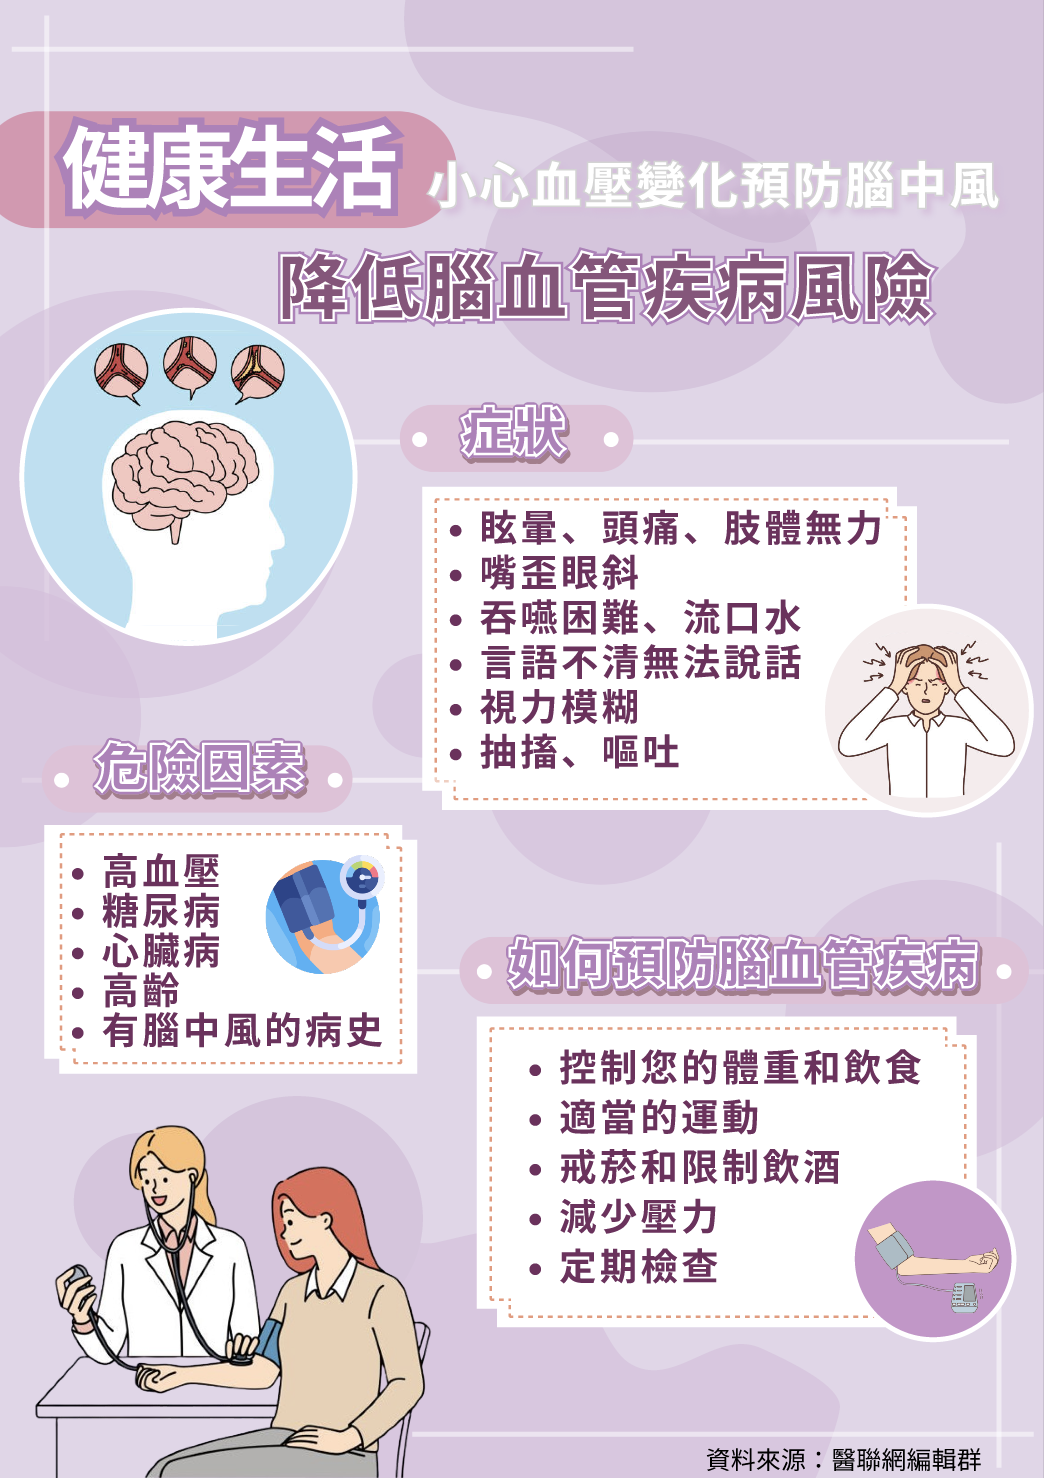 健康生活
小心血壓變化預防腦中風
降低腦血管疾病風險
症狀
• 眩暈、頭痛、肢體無力
• 嘴歪眼斜
• 吞嚥困難、流口水
• 言語不清無法說話
• 視力模糊
• 抽搐、嘔吐
危險因素
• 高血壓
• 糖尿病
• 心臟病
• 高齡
• 有腦中風的病史
如何預防腦血管疾病
• 控制您的體重和飲食
• 適當的運動
• 戒菸和限制飲酒
• 減少壓力
• 定期檢查
資料來源：醫聯網編輯群